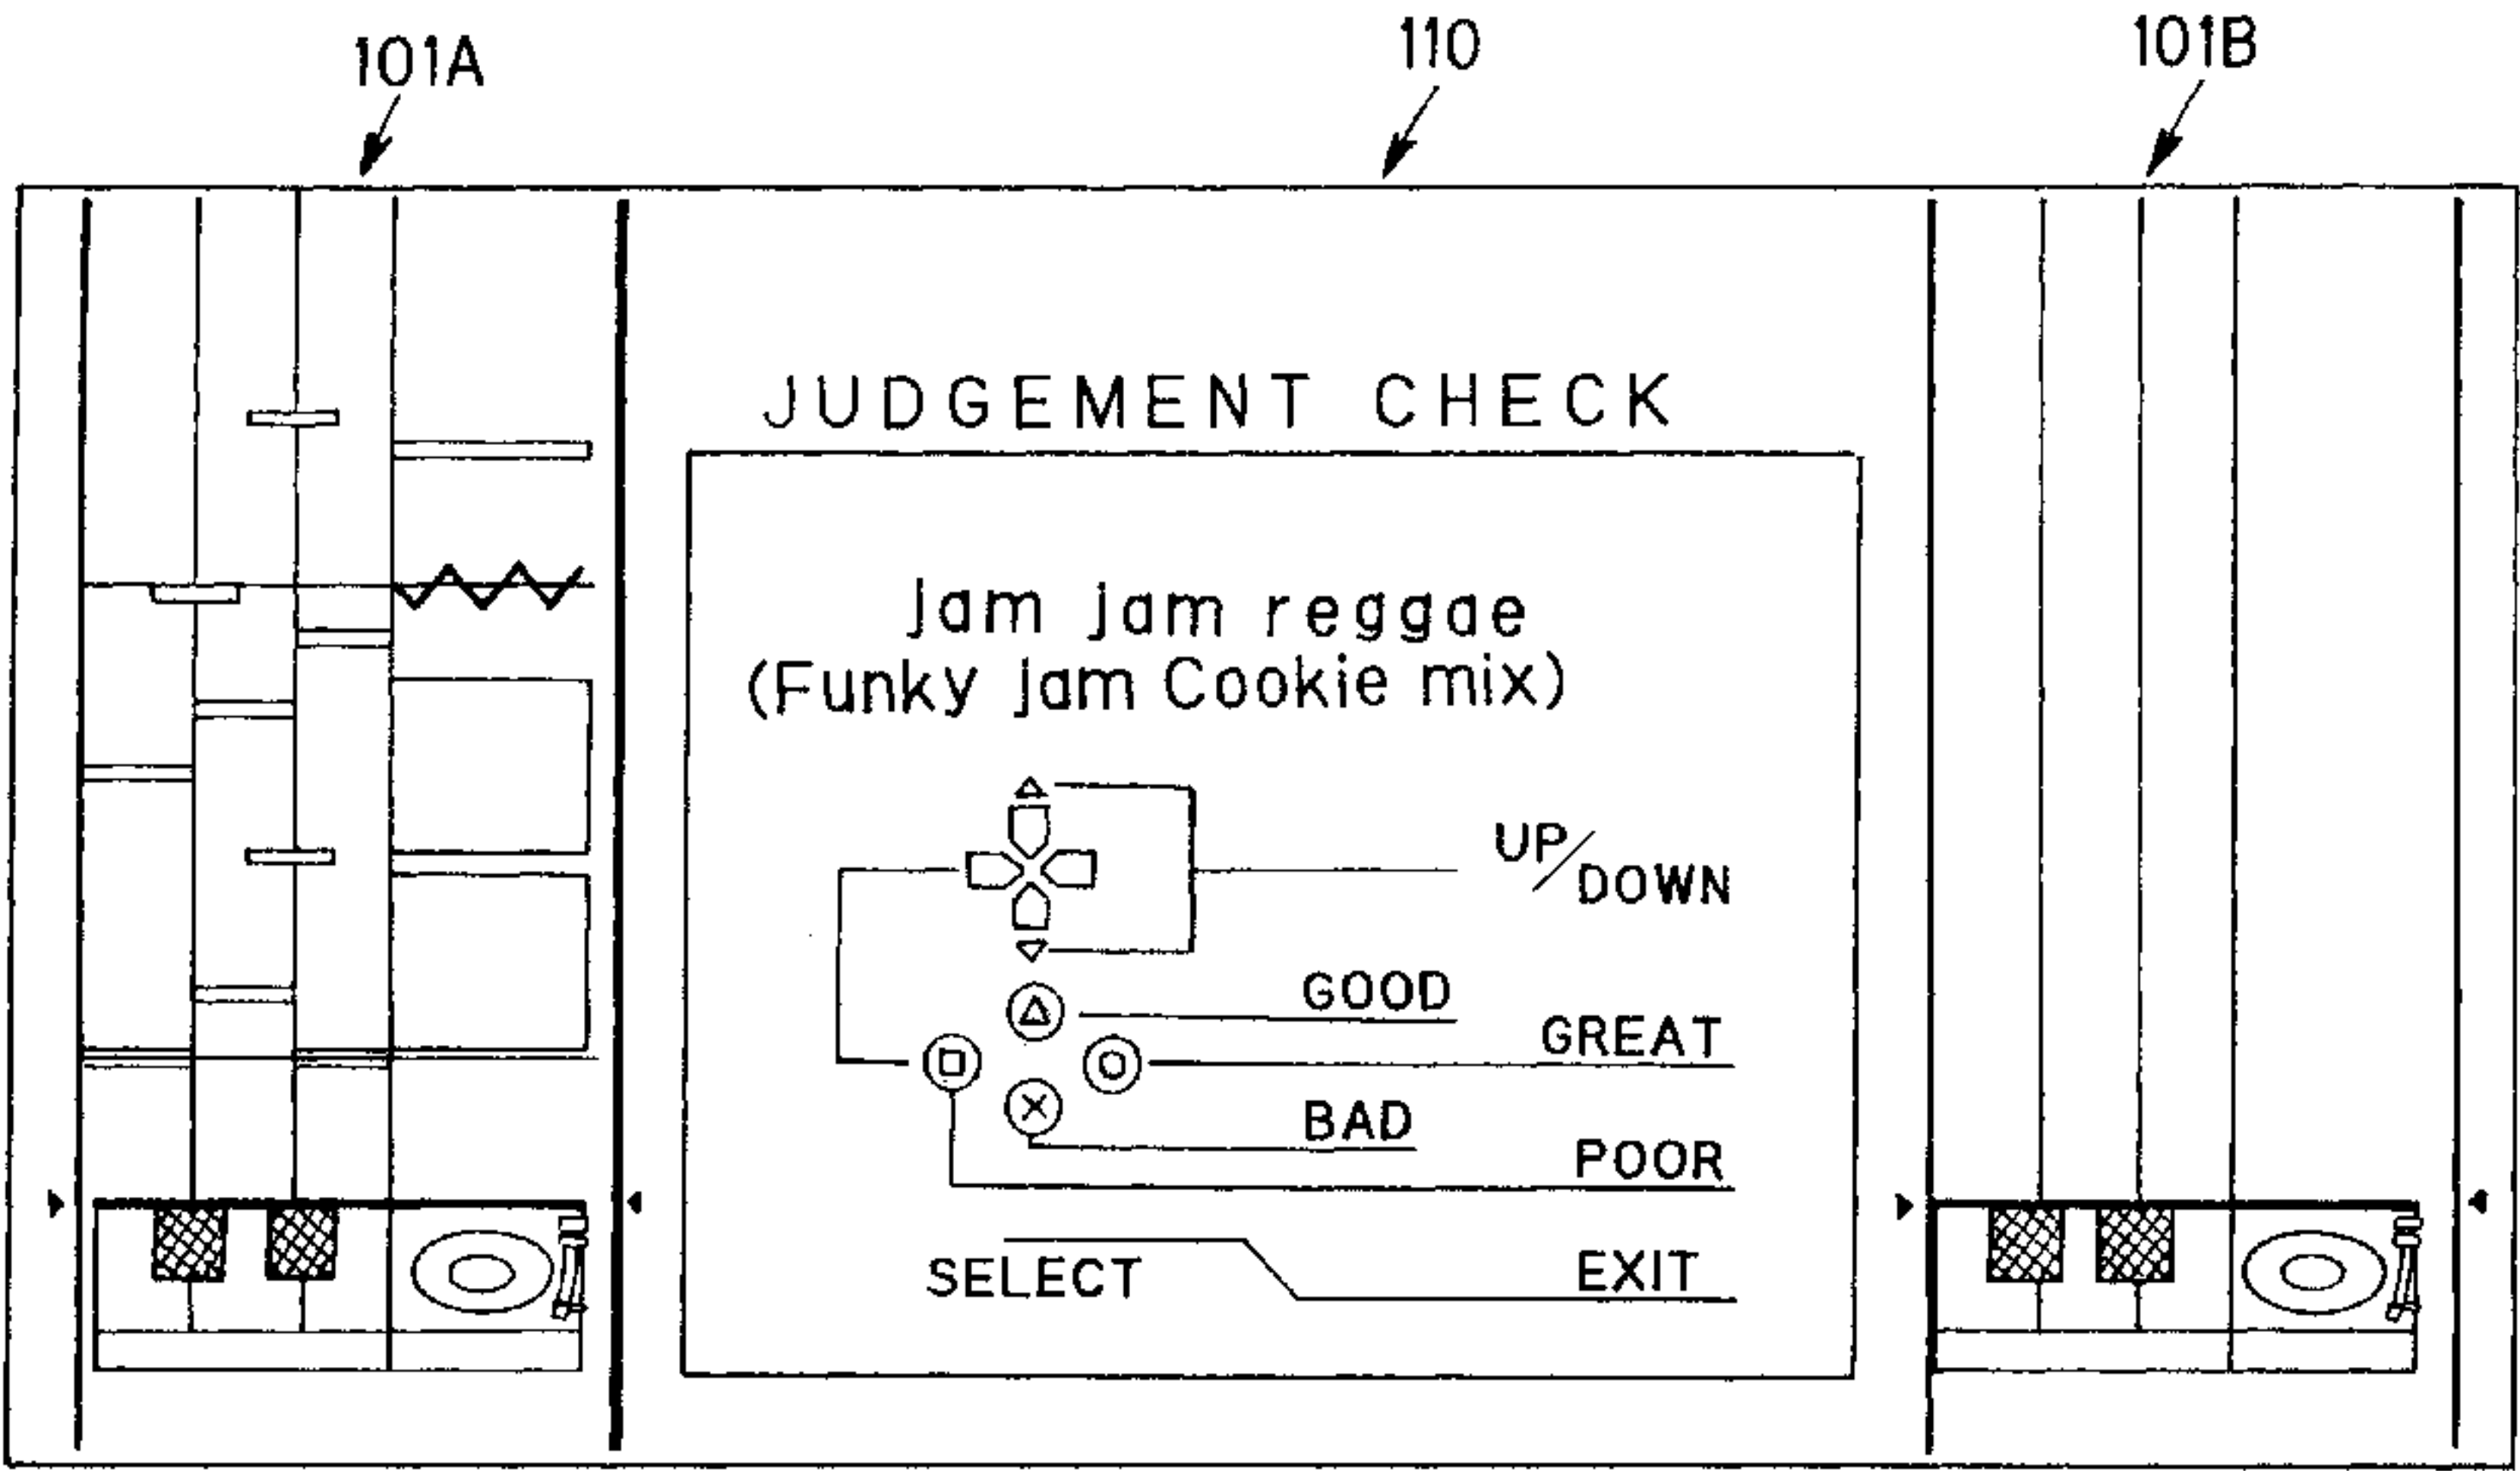 101A
110
101B
JUDGEMENT CHECK
jam jam reggae
(Funky jam Cookie mix)
UP/DOWN
GOOD
GREAT
BAD
POOR
SELECT
EXIT